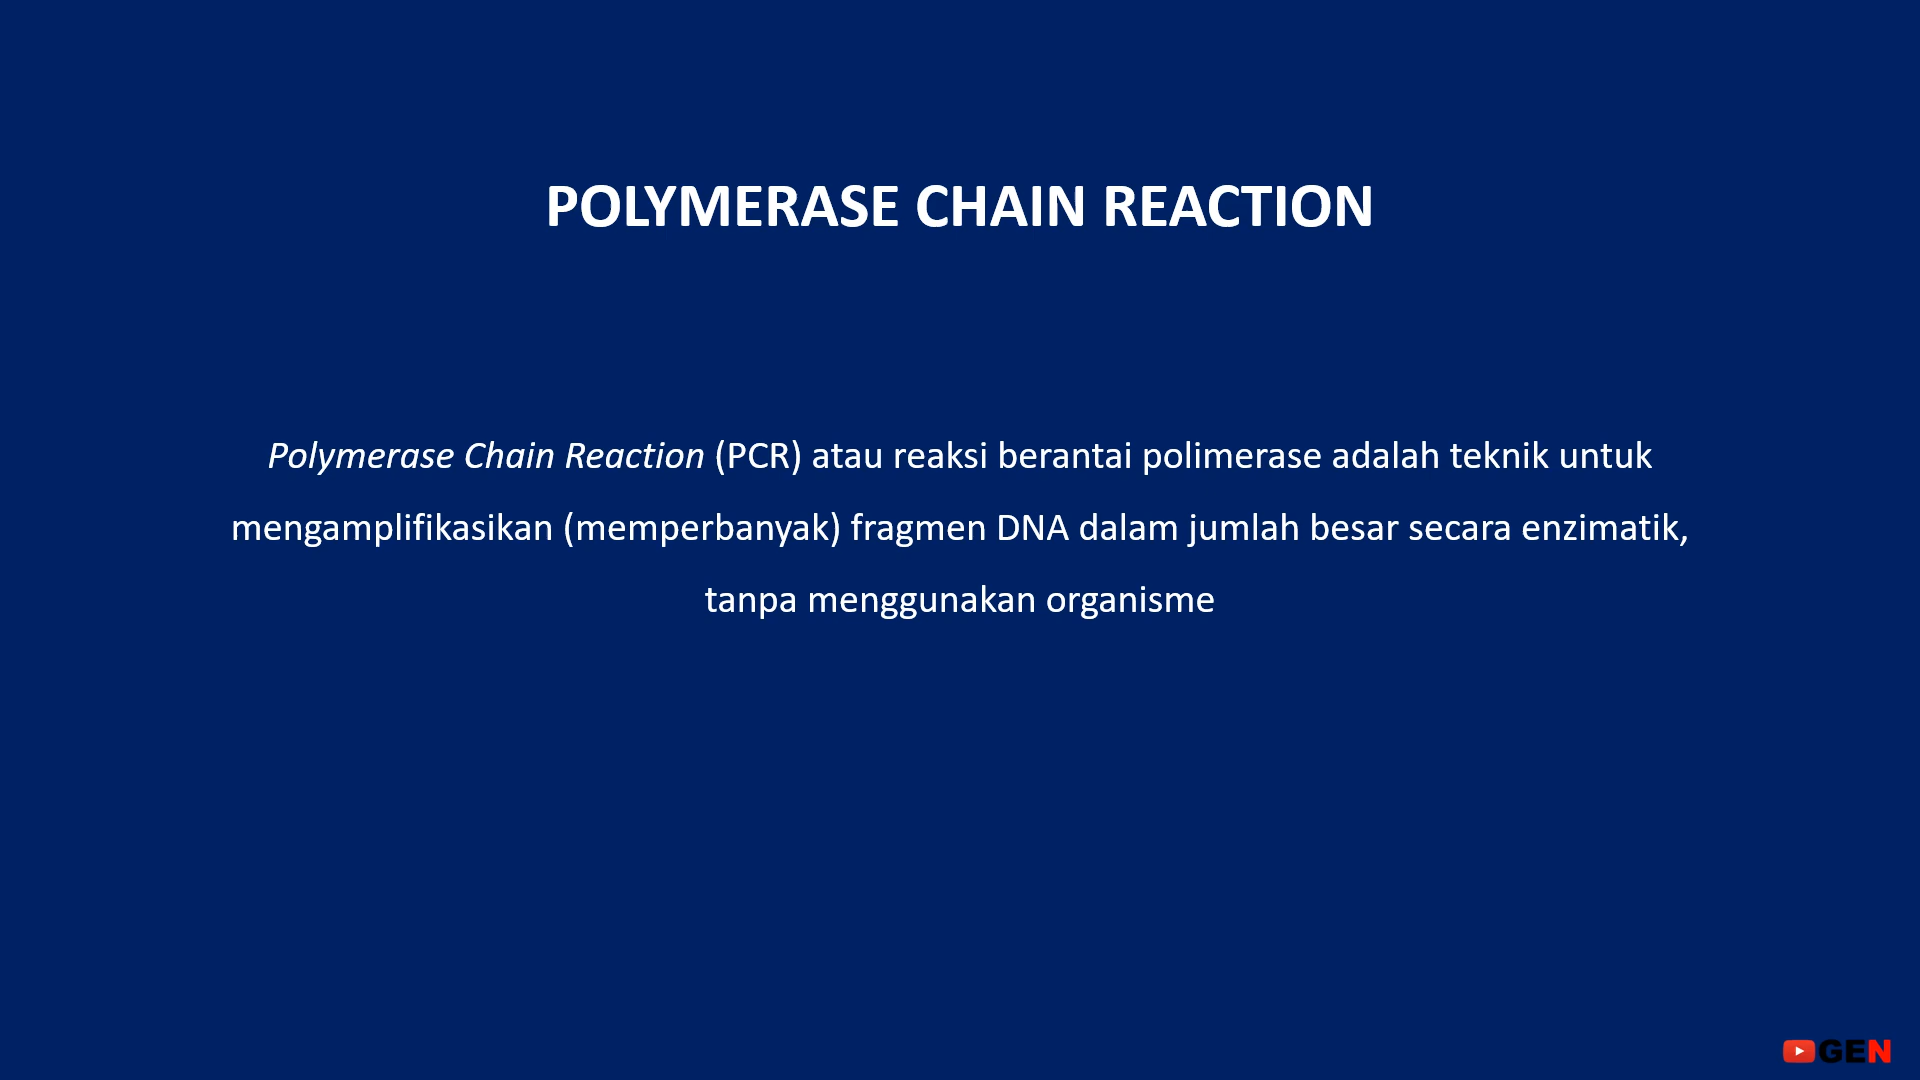 POLYMERASE CHAIN REACTION
Polymerase Chain Reaction (PCR) atau reaksi berantai polimerase adalah teknik untuk
mengamplifikasikan (memperbanyak) fragmen DNA dalam jumlah besar secara enzimatik,
tanpa menggunakan organisme
GEN